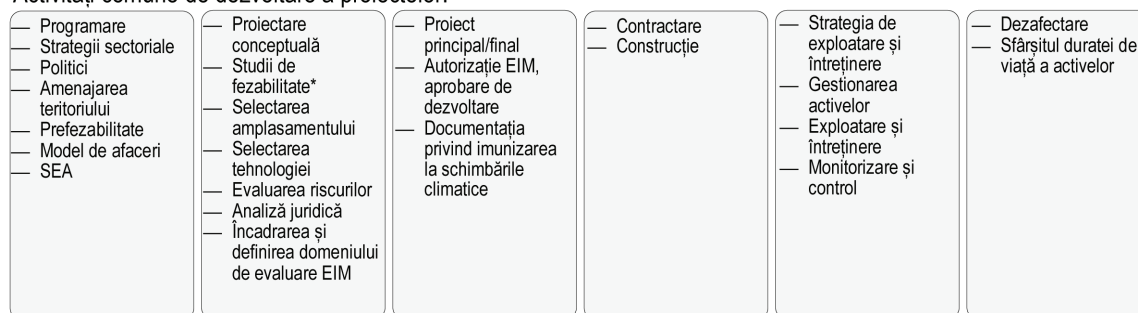 Activități comune de dezvoltare a proiectelor:
— Programare
— Strategii sectoriale
— Politici
— Amenajarea
teritoriului
— Prefezabilitate
— Model de afaceri
— SEA
— Proiectare
conceptuală
— Studii de
fezabilitate*
— Selectarea
amplasamentului
— Selectarea
tehnologiei
— Evaluarea riscurilor
— Analiză juridică
— Încadrarea și
definirea domeniului
de evaluare EIM
— Proiect
principal/final
— Autorizație EIM,
aprobare de
dezvoltare
— Documentația
privind imunizarea
la schimbările
climatice
— Contractare
— Construcție
— Strategia de
exploatare și
întreținere
— Gestionarea
activelor
— Exploatare și
întreținere
— Monitorizare și
control
— Dezafectare
— Sfârșitul duratei de
viață a activelor